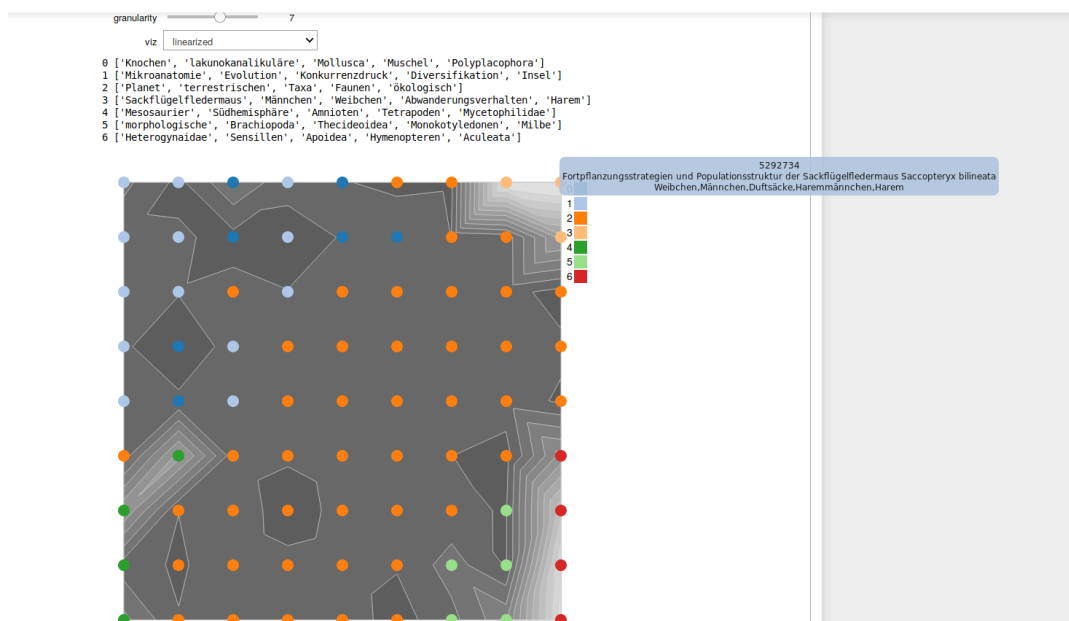 granularity 7
viz linearized
0 ['Knochen', 'lakunokanalikuläre', 'Mollusca', 'Muschel', 'Polyplacophora']
1 ['Mikroanatomie', 'Evolution', 'Konkurrenzdruck', 'Diversifikation', 'Insel']
2 ['Planet', 'terrestrischen', 'Taxa', 'Faunen', 'ökologisch']
3 ['Sackflügelfledermaus', 'Männchen', 'Weibchen', 'Abwanderungsverhalten', 'Harem']
4 ['Mesosaurier', 'Südhemisphäre', 'Amnioten', 'Tetrapoden', 'Mycetophilidae']
5 ['morphologische', 'Brachiopoda', 'Thecideoidea', 'Monokotyledonen', 'Milbe']
6 ['Heterogynaidae', 'Sensillen', 'Apoidea', 'Hymenopteren', 'Aculeata']
5292734
Fortpflanzungsstrategien und Populationsstruktur der Sackflügelfledermaus Saccopteryx bilineata
Weibchen,Männchen,Duftsäcke,Haremmännchen,Harem
0
1
2
3
4
5
6